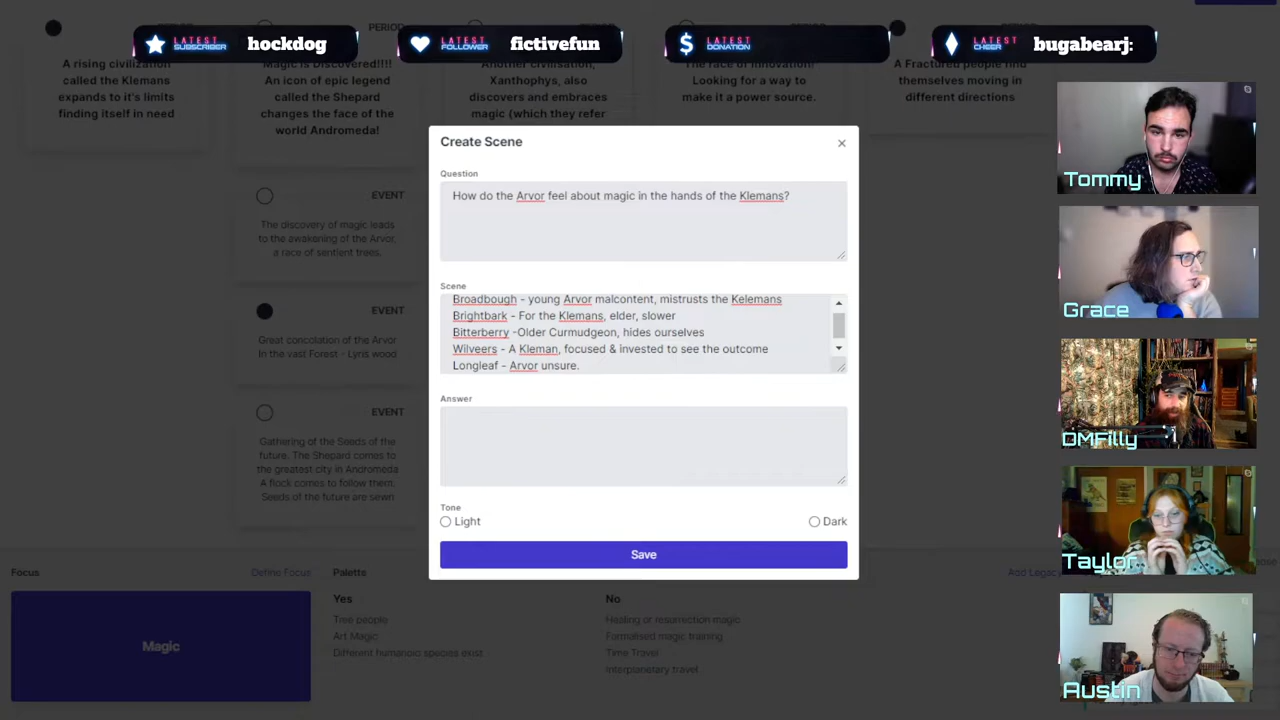 PERIOD
PERIOD
LATEST
SUBSCRIBER
hockdog
LATEST
FOLLOWER
fictivefun
LATEST
DONATION
LATEST
CHEER
bugabearj:
A rising civilization
called the Klemans
expands to it's limits
finding itself in need
Magic is Discovered!!!!
An icon of epic legend
called the Shepard
changes the face of the
world Andromeda!
Another civilisation,
Xanthophys, also
discovers and embraces
magic (which they refer
The race of innovation!
Looking for a way to
make it a power source.
A Fractured people find
themselves moving in
different directions
EVENT
The discovery of magic leads
to the awakening of the Arvor,
a race of sentient trees.
EVENT
Great concolation of the Arvor
In the vast Forest - Lyris wood
EVENT
Gathering of the Seeds of the
future. The Shepard comes to
the greatest city in Andromeda
A flock comes to follow them.
Seeds of the future are sewn
Create Scene
×
Question
How do the Arvor feel about magic in the hands of the Klemans?
Scene
Broadbough - young Arvor malcontent, mistrusts the Kelemans
Brightbark - For the Klemans, elder, slower
Bitterberry -Older Curmudgeon, hides ourselves
Wilveers - A Kleman, focused & invested to see the outcome
Longleaf - Arvor unsure.
Answer
Tone
Light
Dark
Save
Focus
Define Focus
Magic
Palette
Yes
Tree people
Art Magic
Different humanoid species exist
No
Healing or resurrection magic
Formalised magic training
Time Travel
Interplanetary travel
Add Legacy
Tommy
Grace
DMFilly
Taylor
Austin